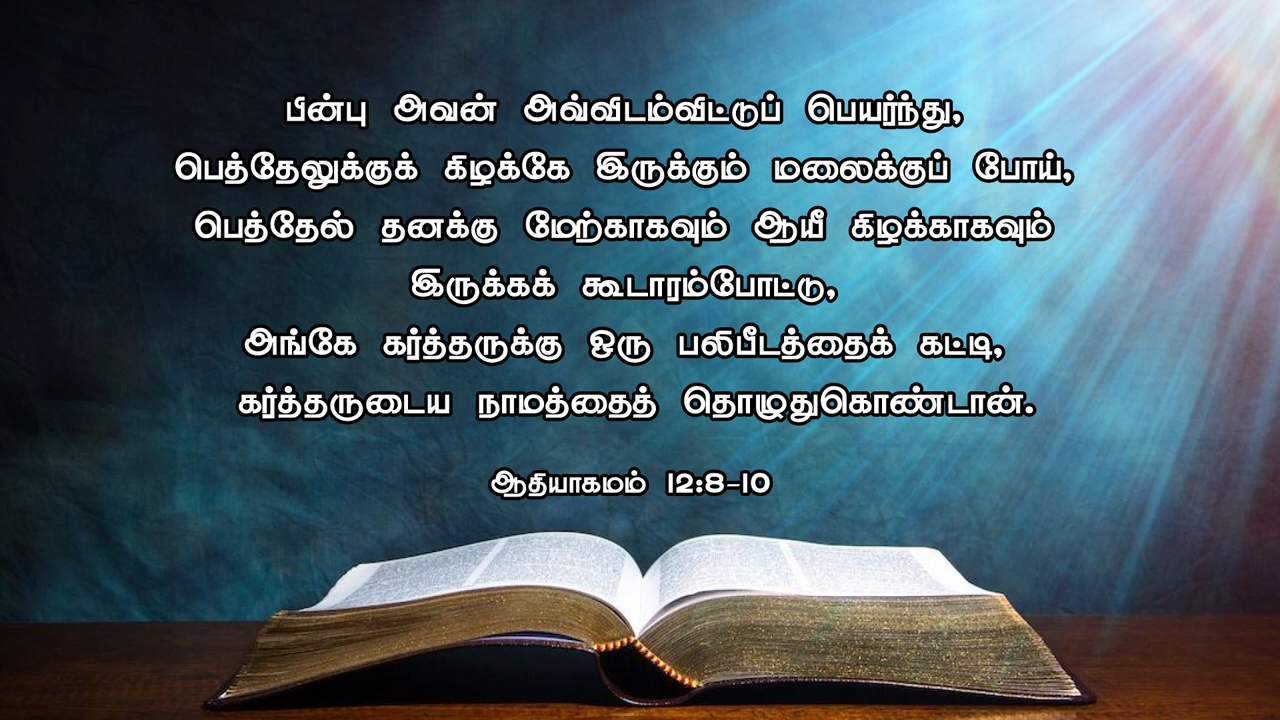 பின்பு அவன் அவ்விடம்விட்டுப் பெயர்ந்து,
பெத்தேலுக்குக் கிழக்கே இருக்கும் மலைக்குப் போய்,
பெத்தேல் தனக்கு மேற்காகவும் ஆயீ கிழக்காகவும்
இருக்கக் கூடாரம்போட்டு,
அங்கே கர்த்தருக்கு ஒரு பலிபீடத்தைக் கட்டி,
கர்த்தருடைய நாமத்தைத் தொழுதுகொண்டான்.
ஆதியாகமம் 12:8-10